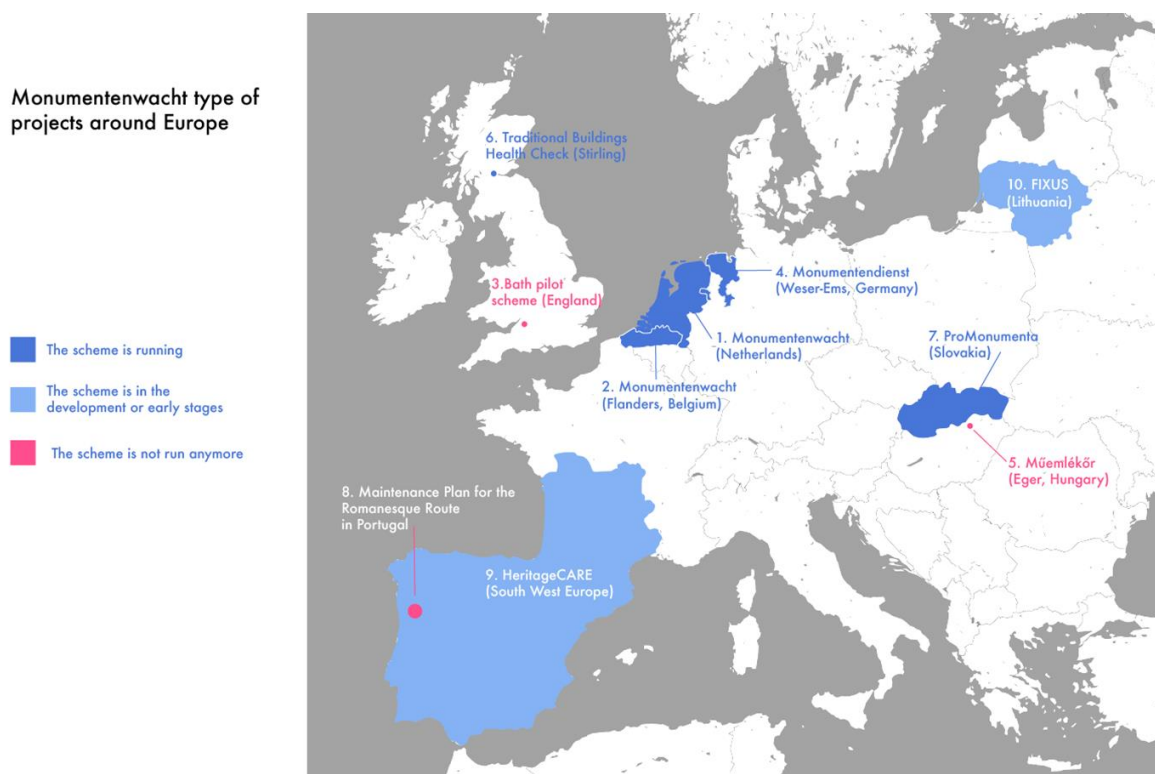 Monumentenwacht type of
projects around Europe
The scheme is running
The scheme is in the
development or early stages
The scheme is not run anymore
6. Traditional Buildings
Health Check (Stirling)
10. FIXUS
(Lithuania)
3.Bath pilot
scheme (England)
4. Monumentendienst
(Weser-Ems, Germany)
1. Monumentenwacht
(Netherlands)
7. ProMonumenta
(Slovakia)
2. Monumentenwacht
(Flanders, Belgium)
5. Műemlékőr
(Eger, Hungary)
8. Maintenance Plan for the
Romanesque Route
in Portugal
9. HeritageCARE
(South West Europe)